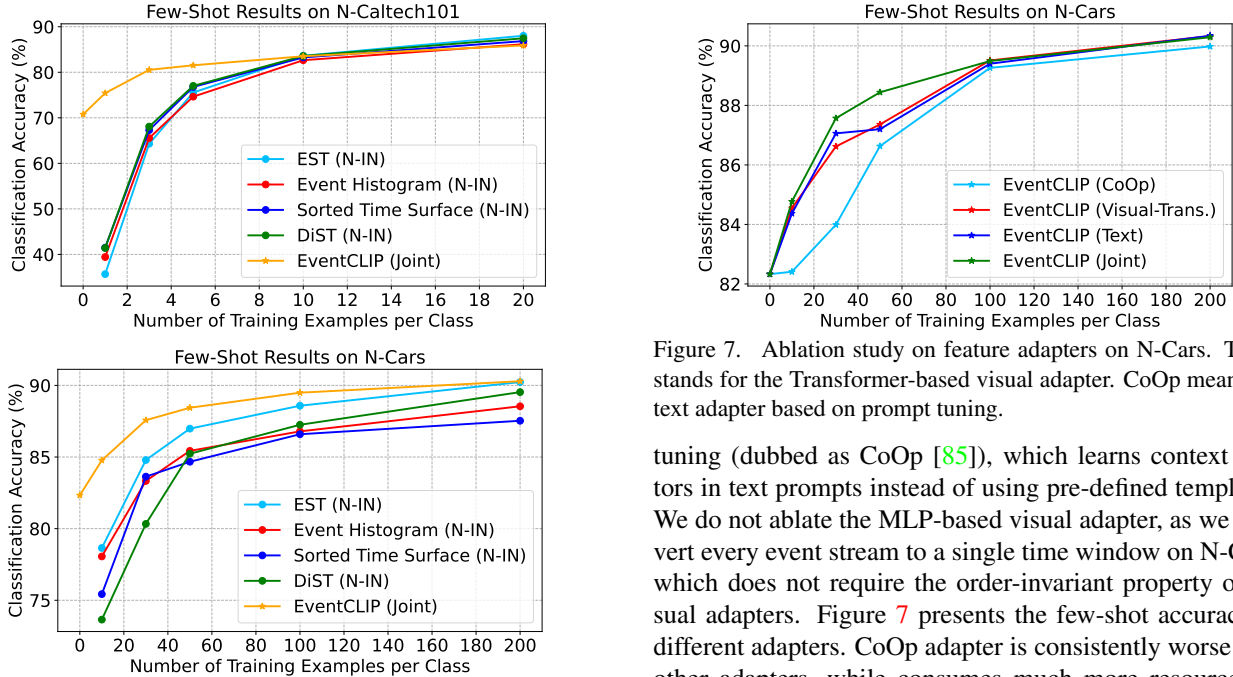 Few-Shot Results on N-Caltech101
Classification Accuracy (%)
90
80
70
60
50
40
EST (N-IN)
Event Histogram (N-IN)
Sorted Time Surface (N-IN)
DiST (N-IN)
EventCLIP (Joint)
0 2 4 6 8 10 12 14 16 18 20
Number of Training Examples per Class
Few-Shot Results on N-Cars
Classification Accuracy (%)
90
85
80
75
EST (N-IN)
Event Histogram (N-IN)
Sorted Time Surface (N-IN)
DiST (N-IN)
EventCLIP (Joint)
0 20 40 60 80 100 120 140 160 180 200
Number of Training Examples per Class
Few-Shot Results on N-Cars
Classification Accuracy (%)
90
88
86
84
82
EventCLIP (CoOp)
EventCLIP (Visual-Trans.)
EventCLIP (Text)
EventCLIP (Joint)
0 20 40 60 80 100 120 140 160 180 200
Number of Training Examples per Class
Figure 7. Ablation study on feature adapters on N-Cars. T
stands for the Transformer-based visual adapter. CoOp mean
text adapter based on prompt tuning.
tuning (dubbed as CoOp [85]), which learns context
tors in text prompts instead of using pre-defined templ
We do not ablate the MLP-based visual adapter, as we
vert every event stream to a single time window on N-C
which does not require the order-invariant property o
sual adapters. Figure 7 presents the few-shot accurac
different adapters. CoOp adapter is consistently worse
other adapters, while consumes much more resource